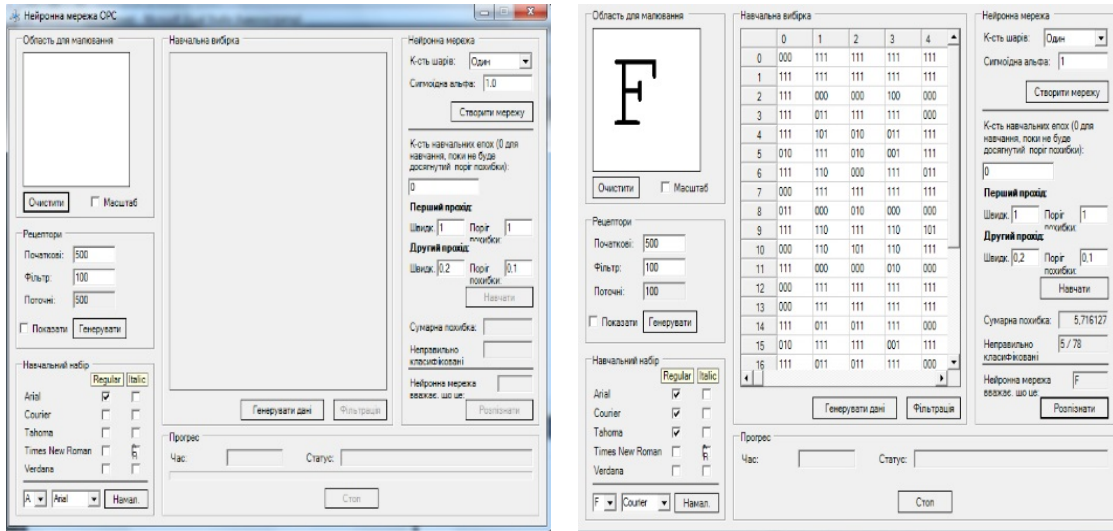 Нейронна мережа ОРС
Область для малювання
Очистити
Масштаб
Рецептори
Початкові: 500
Фільтр: 100
Поточні: 500
Показати
Генерувати
Навчальний набір
Regular Italic
Arial
Courier
Tahoma
Times New Roman
Verdana
A Arial Намал.
Навчальна вибірка
Генерувати дані
Фільтрація
Прогрес
Час:
Статус:
Стоп
Нейронна мережа
К-сть шарів: Один
Сигмоїдна альфа: 1.0
Створити мережу
К-сть навчальних епох (0 для
навчання, поки не буде
досягнутий поріг похибки):
0
Перший прохід:
Швидк. 1 Поріг похибки: 1
Другий прохід:
Швидк. 0,2 Поріг похибки: 0,1
Навчати
Сумарна похибка:
Неправильно
класифіковані
Нейронна мережа
вважає, що це:
Розпізнати
Область для малювання
F
Очистити
Масштаб
Рецептори
Початкові: 500
Фільтр: 100
Поточні: 100
Показати
Генерувати
Навчальний набір
Regular Italic
Arial
Courier
Tahoma
Times New Roman
Verdana
F Courier Намал.
Навчальна вибірка
0 1 2 3 4
0 000 111 111 111 111
1 111 111 111 111 111
2 111 000 000 100 000
3 111 011 111 111 000
4 111 101 010 011 111
5 010 111 010 001 111
6 111 110 000 111 011
7 000 111 111 111 111
8 011 000 010 000 000
9 111 110 111 110 101
10 000 110 101 110 111
11 111 000 000 010 000
12 000 111 111 111 111
13 000 111 111 111 111
14 111 011 011 111 000
15 010 111 111 001 111
16 111 011 011 111 000
Генерувати дані
Фільтрація
Прогрес
Час:
Статус:
Стоп
Нейронна мережа
К-сть шарів: Один
Сигмоїдна альфа: 1
Створити мережу
К-сть навчальних епох (0 для
навчання, поки не буде
досягнутий поріг похибки):
0
Перший прохід:
Швидк. 1 Поріг похибки: 1
Другий прохід:
Швидк. 0,2 Поріг похибки: 0,1
Навчати
Сумарна похибка: 5,716127
Неправильно
класифіковані 5 / 78
Нейронна мережа
вважає, що це: F
Розпізнати